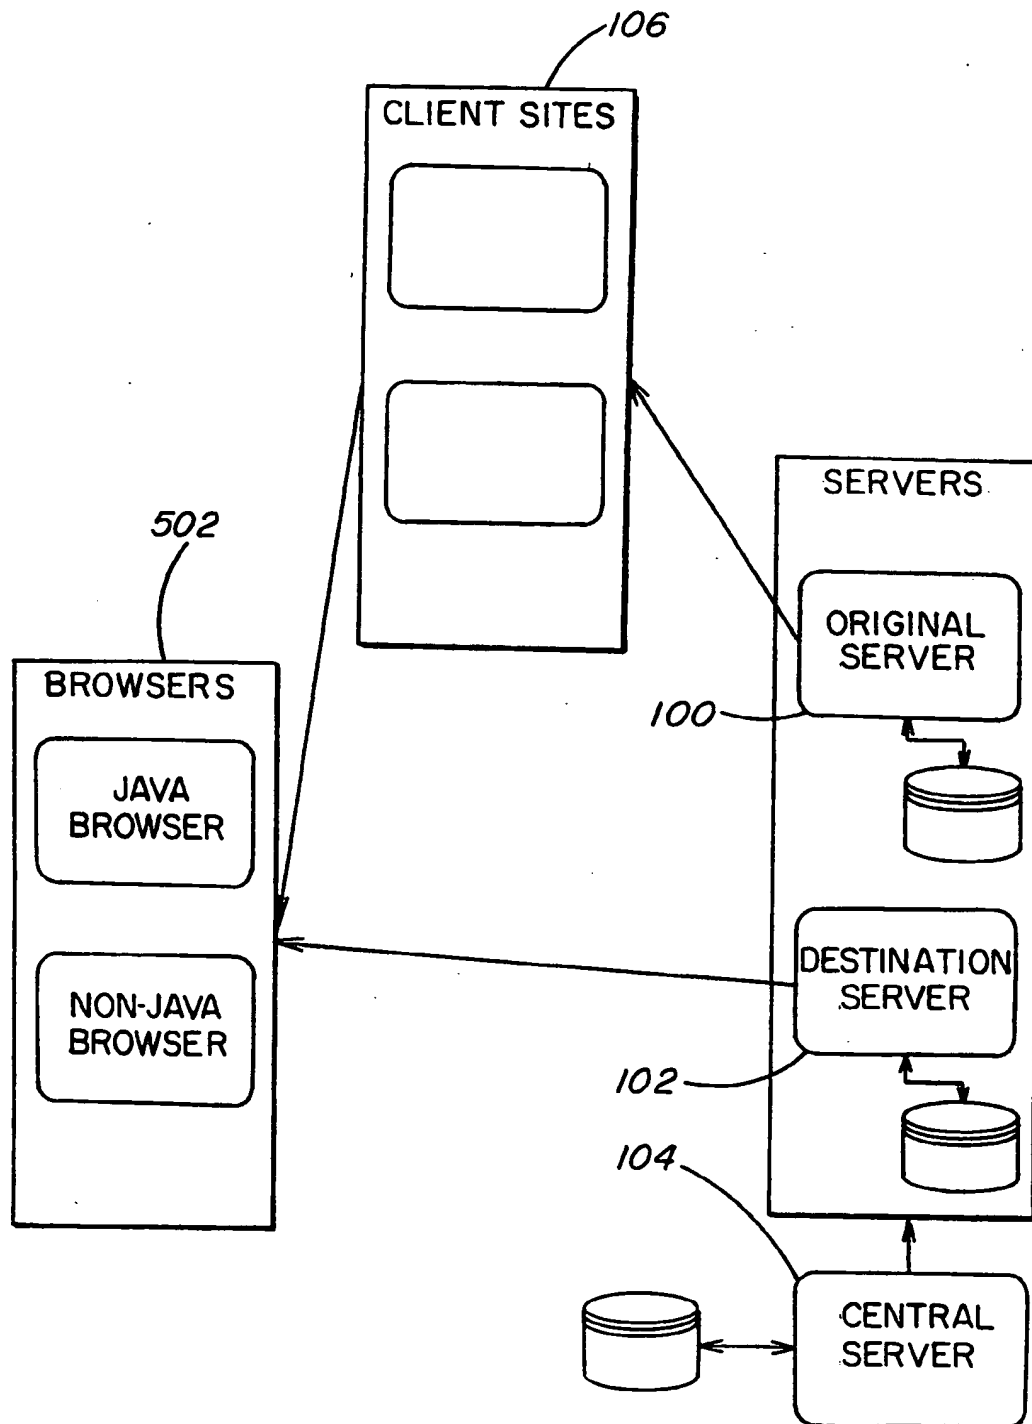 106
CLIENT SITES
SERVERS
502
ORIGINAL
SERVER
BROWSERS
100
JAVA
BROWSER
DESTINATION
SERVER
NON-JAVA
BROWSER
102
104
CENTRAL
SERVER